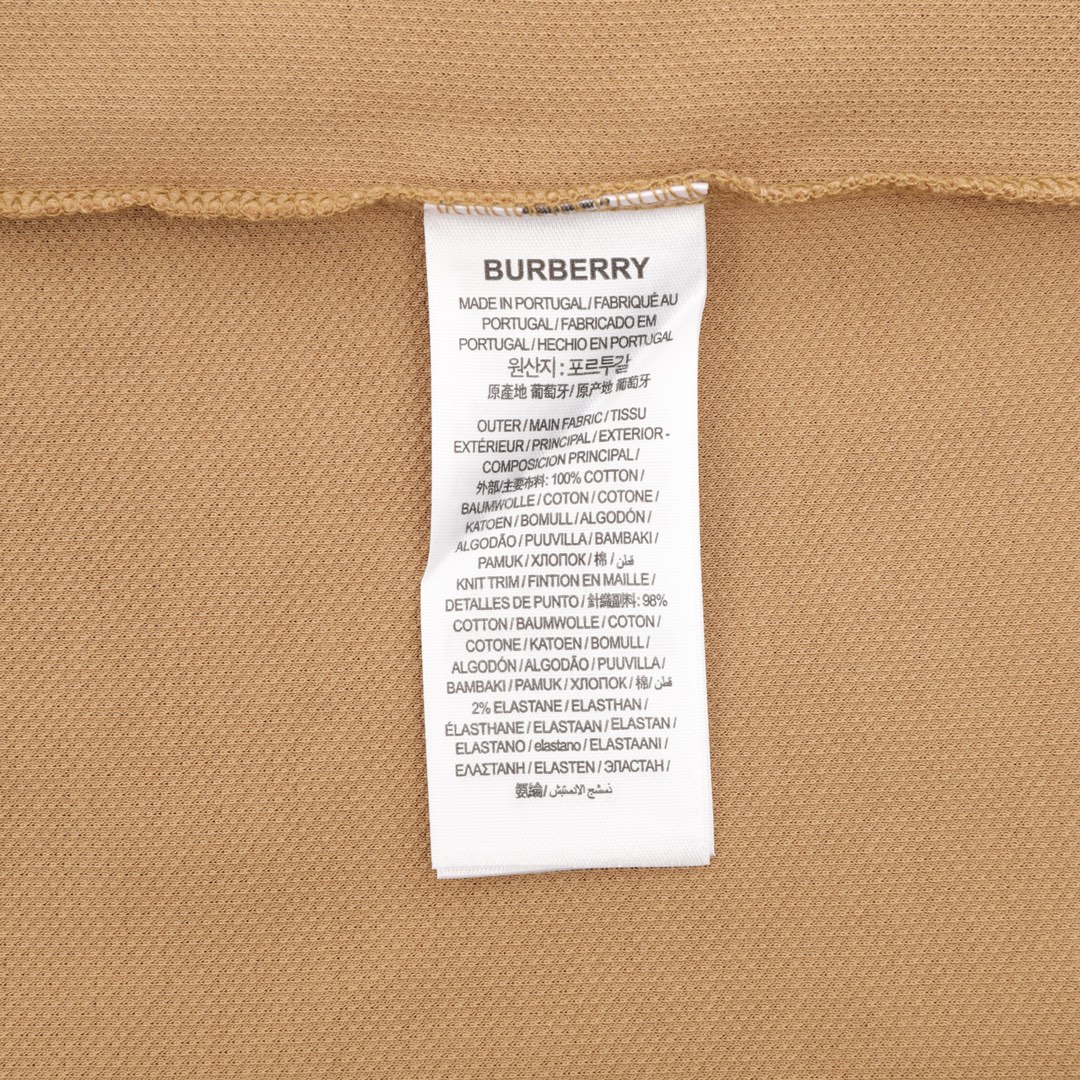 BURBERRY
MADE IN PORTUGAL/FABRIQUÉ AU
PORTUGAL/FABRICADO EM
PORTUGAL/HECHIO EN PORTUGAL
원산지:포르투갈
原產地 葡萄牙/原产地 葡萄牙
OUTER/MAIN FABRIC/TISSU
EXTÉRIEUR/PRINCIPAL/EXTERIOR-
COMPOSICION PRINCIPAL/
外部/主要布料: 100% COTTON/
BAUMWOLLE/COTON/COTONE/
KATOEN/BOMULL/ALGODÓN/
ALGODÃO/PUUVILLA/BAMBAKI/
PAMUK/ХЛОПОК/棉/قطن
KNIT TRIM/FINTION EN MAILLE/
DETALLES DE PUNTO/針織副料: 98%
COTTON/BAUMWOLLE/COTON/
COTONE/KATOEN/BOMULL/
ALGODÓN/ALGODÃO/PUUVILLA/
BAMBAKI/PAMUK/ХЛОПОК/棉/قطن
2% ELASTANE/ELASTHAN/
ÉLASTHANE/ELASTAAN/ELASTAN/
ELASTANO/elastano/ELASTAANI/
ΕΛΑΣΤΑΝΗ/ELASTEN/ЭЛАСТАН/
氨綸/